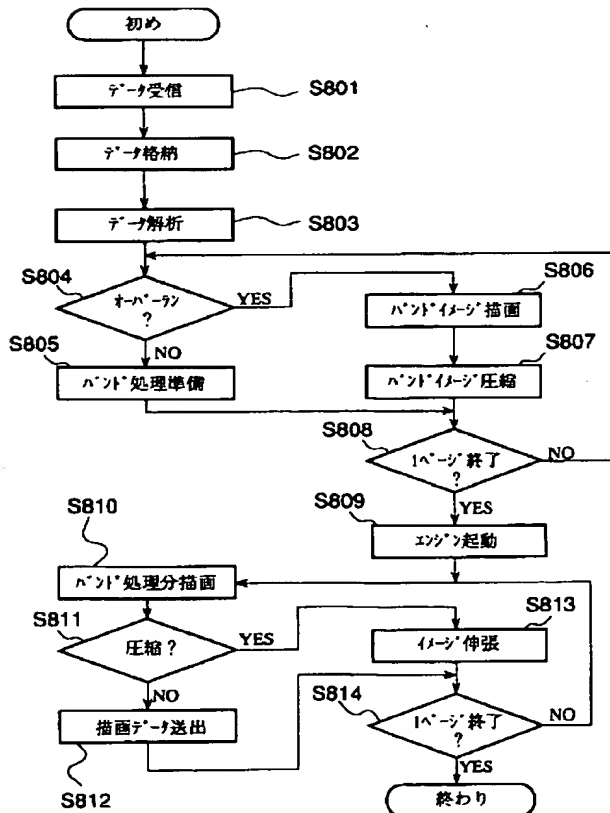 初め
データ受信
S801
データ格納
S802
データ解析
S803
S804
オーバーラン
?
YES
NO
S805
バンド処理準備
S806
バンドイメージ描画
S807
バンドイメージ圧縮
S808
1ページ終了
?
NO
YES
S809
エンジン起動
S810
バンド処理分描画
S811
圧縮?
YES
NO
描画データ送出
S812
S813
イメージ伸張
S814
1ページ終了
?
NO
YES
終わり